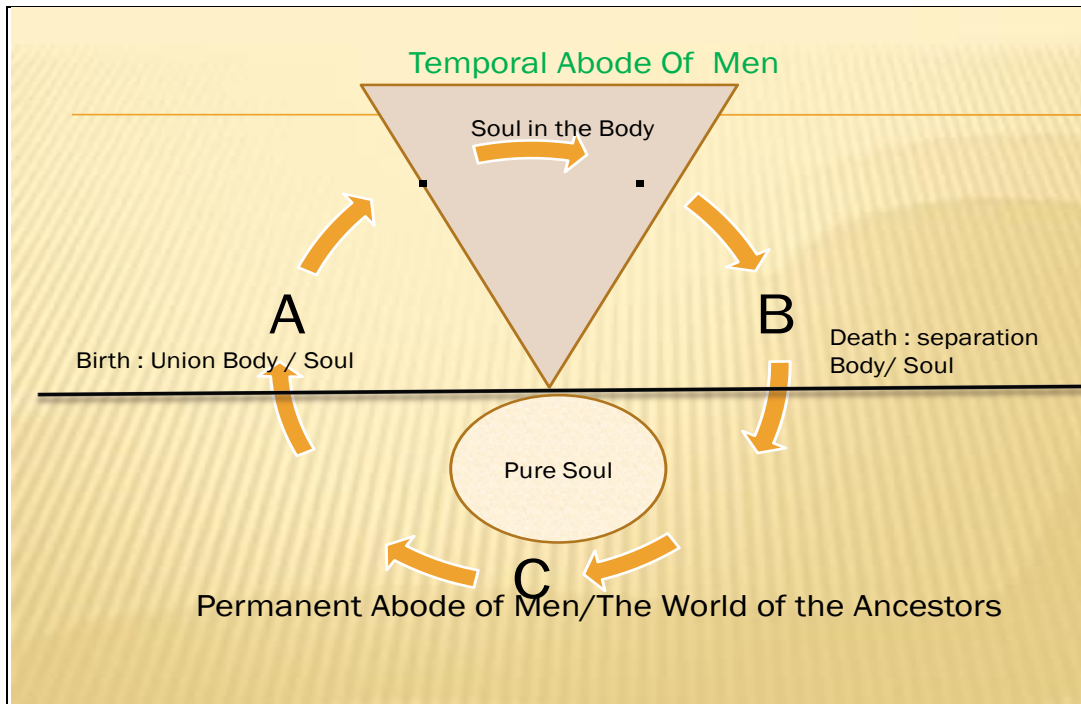 Temporal Abode Of Men
Soul in the Body
A
B
Birth : Union Body / Soul
Death : separation
Body/ Soul
Pure Soul
C
Permanent Abode of Men/The World of the Ancestors